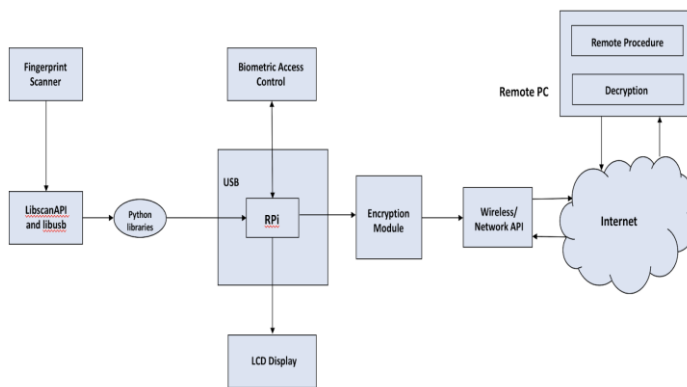 Fingerprint
Scanner
Biometric Access
Control
Remote Procedure
Decryption
Remote PC
USB
LibscanAPI
and libusb
Python
libraries
RPi
Encryption
Module
Wireless/
Network API
Internet
LCD Display